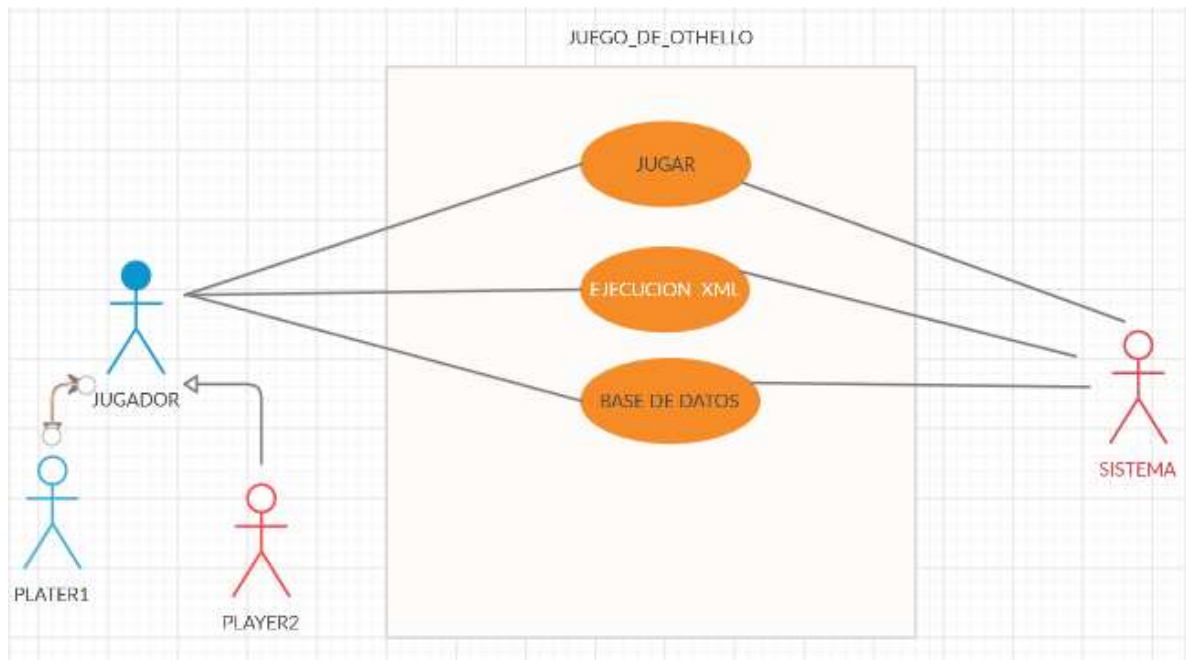 JUEGO_DE_OTHELLO
JUGAR
EJECUCION XML
BASE DE DATOS
JUGADOR
SISTEMA
PLATER1
PLAYER2